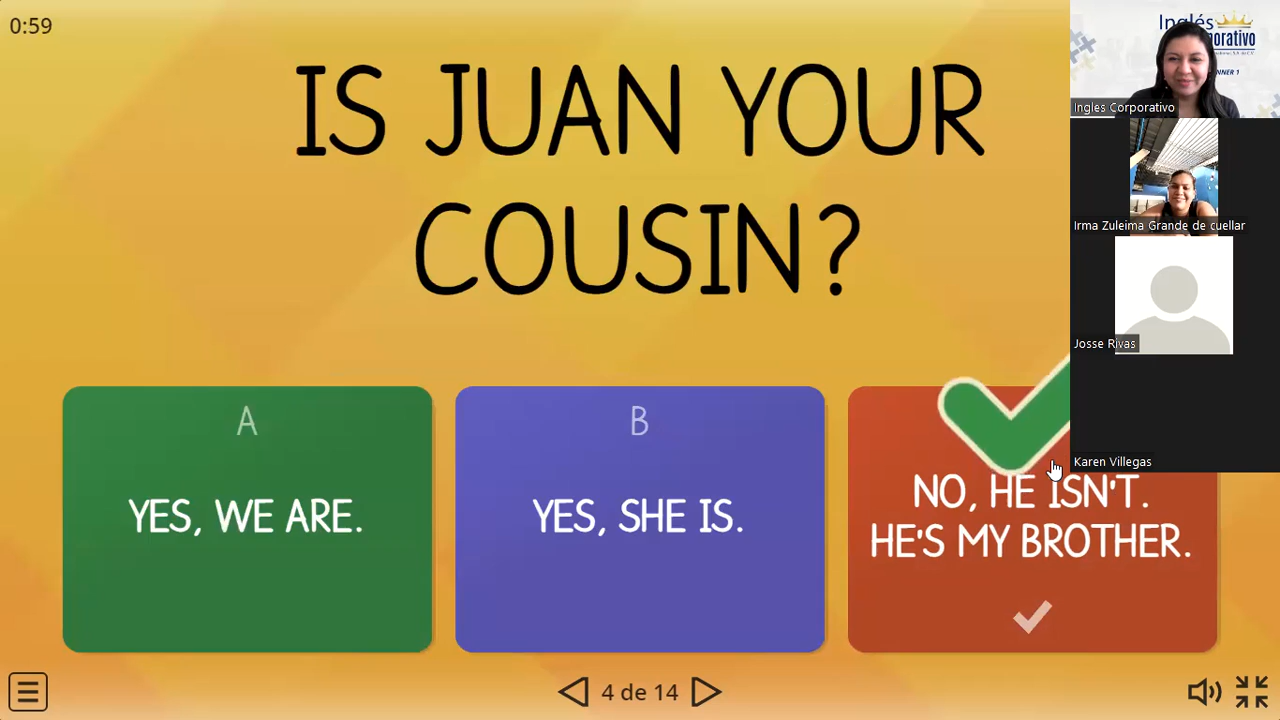 0:59
IS JUAN YOUR
COUSIN?
A
YES, WE ARE.
B
YES, SHE IS.
NO, HE ISN'T.
HE'S MY BROTHER.
4 de 14
Inglés
Ingles Corporativo
Irma Zuleima Grande de cuellar
Josse Rivas
Karen Villegas